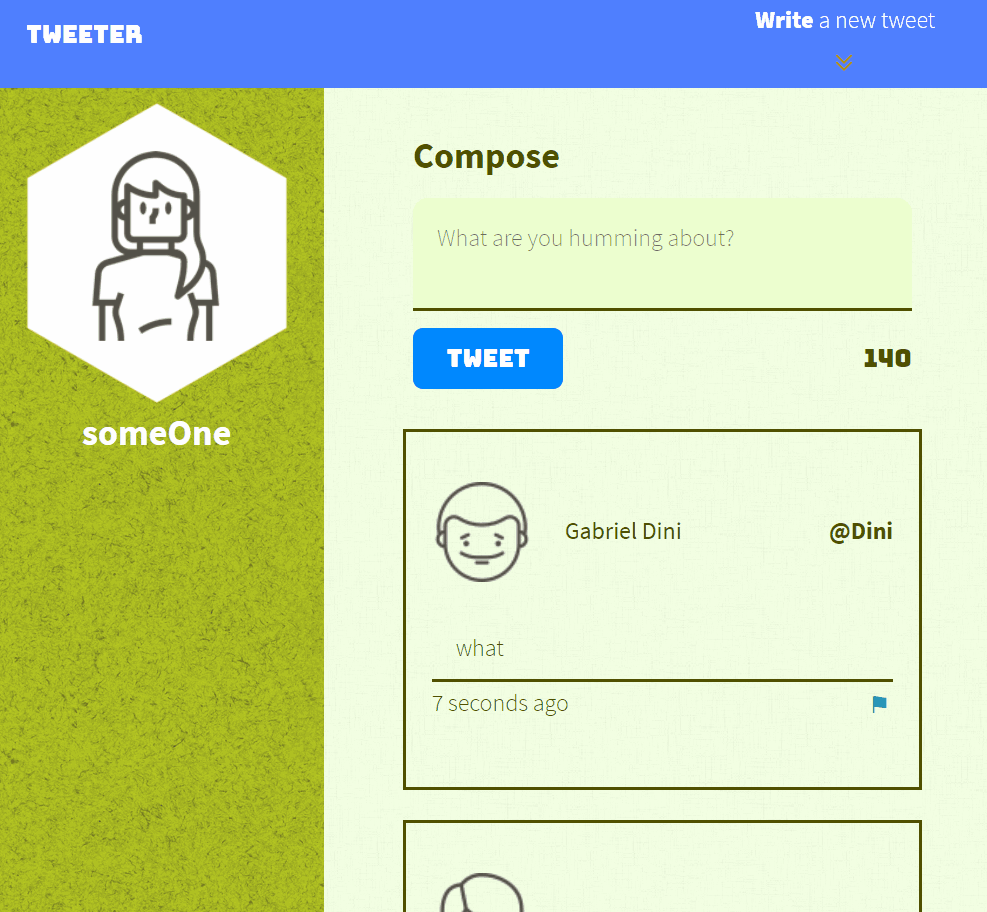 TWEETER
Write a new tweet
someOne
Compose
What are you humming about?
TWEET
140
Gabriel Dini
@Dini
what
7 seconds ago